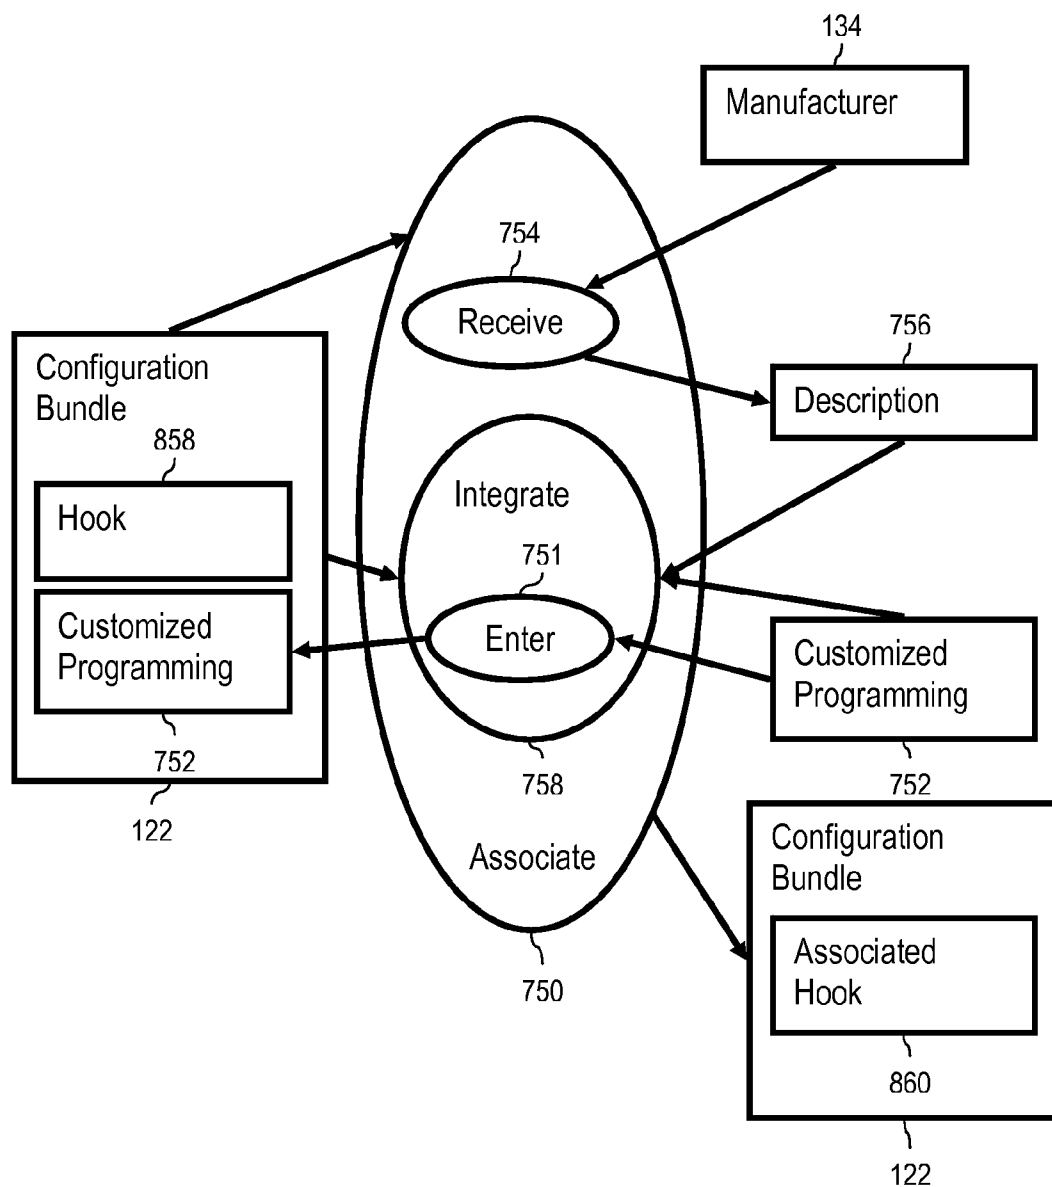 134
Manufacturer
754
Receive
756
Description
Configuration
Bundle
858
Hook
Integrate
751
Enter
Customized
Programming
752
122
Customized
Programming
752
758
Associate
750
Configuration
Bundle
Associated
Hook
860
122